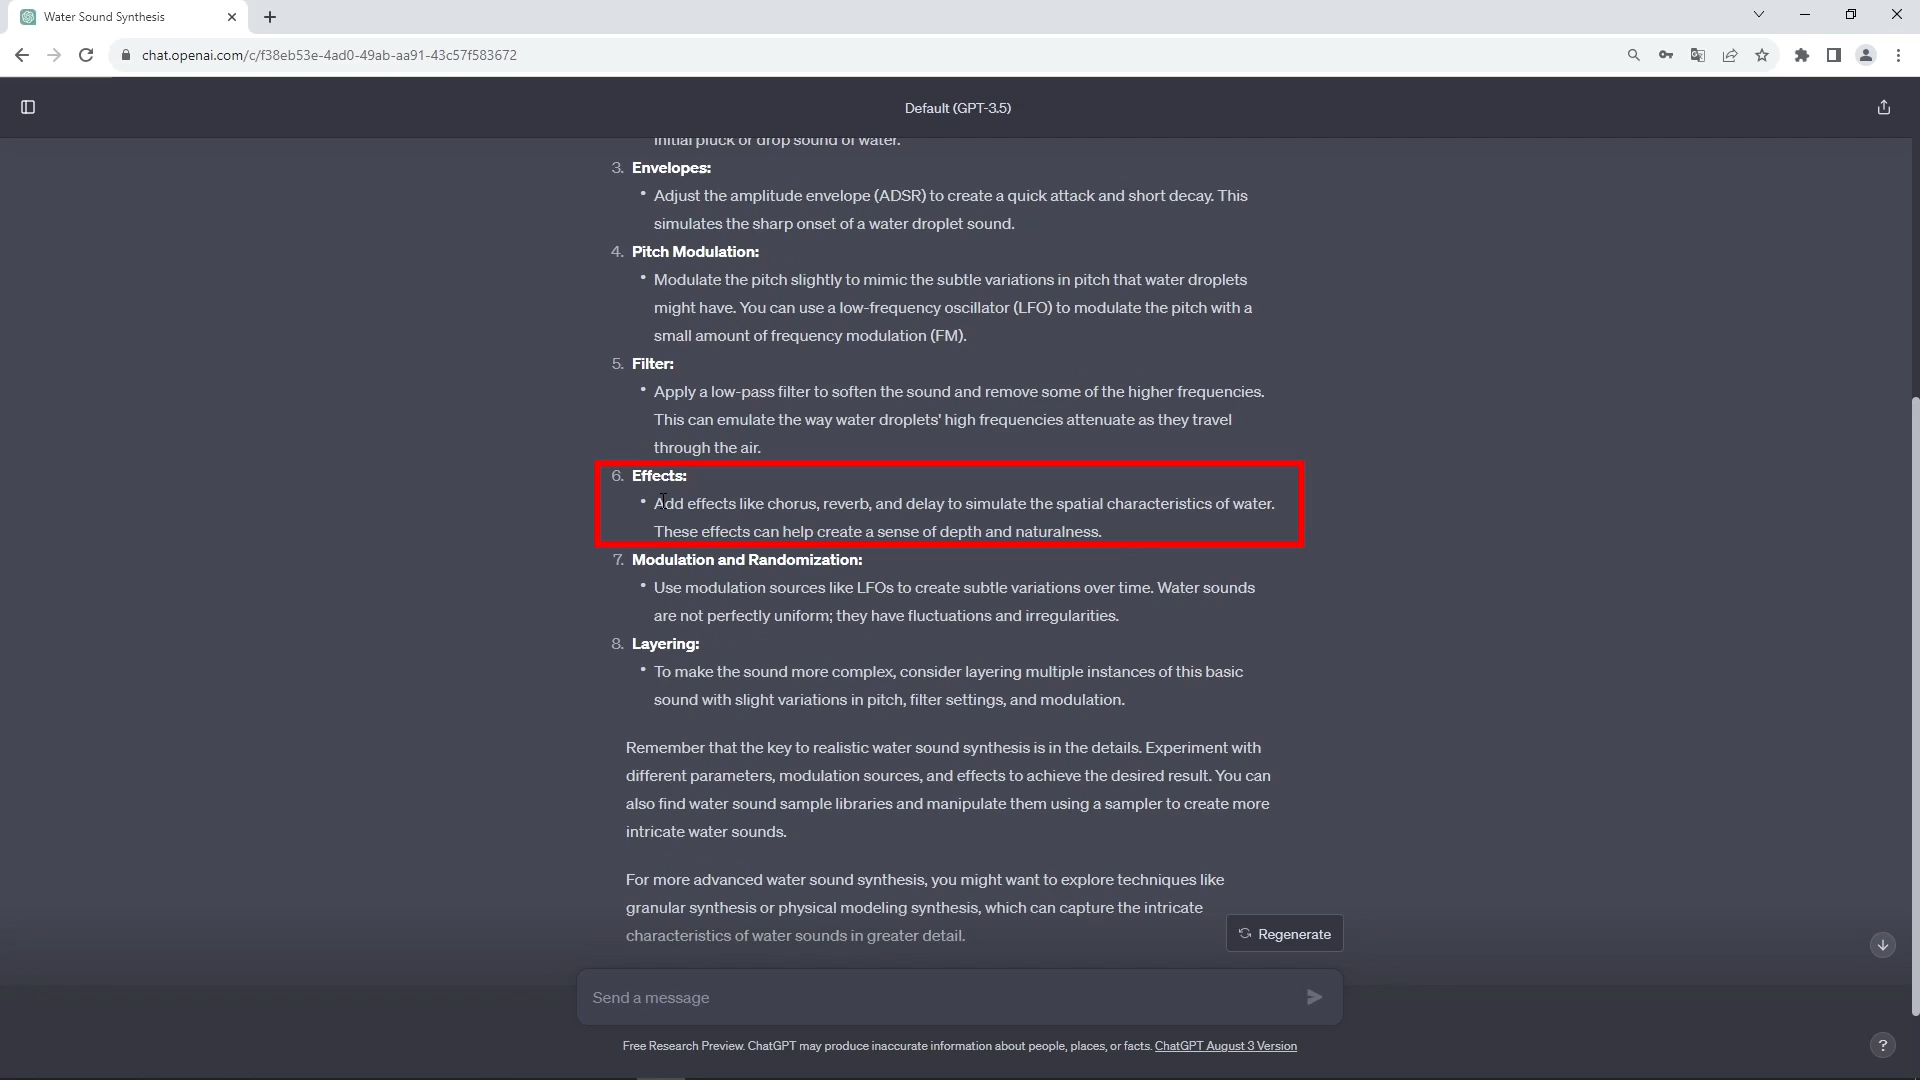 Water Sound Synthesis
chat.openai.com/c/f38eb53e-4ad0-49ab-aa91-43c57f583672
Default (GPT-3.5)
initial pluck or drop sound of water.
3. Envelopes:
• Adjust the amplitude envelope (ADSR) to create a quick attack and short decay. This
simulates the sharp onset of a water droplet sound.
4. Pitch Modulation:
• Modulate the pitch slightly to mimic the subtle variations in pitch that water droplets
might have. You can use a low-frequency oscillator (LFO) to modulate the pitch with a
small amount of frequency modulation (FM).
5. Filter:
• Apply a low-pass filter to soften the sound and remove some of the higher frequencies.
This can emulate the way water droplets' high frequencies attenuate as they travel
through the air.
6. Effects:
• Add effects like chorus, reverb, and delay to simulate the spatial characteristics of water.
These effects can help create a sense of depth and naturalness.
7. Modulation and Randomization:
• Use modulation sources like LFOs to create subtle variations over time. Water sounds
are not perfectly uniform; they have fluctuations and irregularities.
8. Layering:
• To make the sound more complex, consider layering multiple instances of this basic
sound with slight variations in pitch, filter settings, and modulation.
Remember that the key to realistic water sound synthesis is in the details. Experiment with
different parameters, modulation sources, and effects to achieve the desired result. You can
also find water sound sample libraries and manipulate them using a sampler to create more
intricate water sounds.
For more advanced water sound synthesis, you might want to explore techniques like
granular synthesis or physical modeling synthesis, which can capture the intricate
characteristics of water sounds in greater detail.
Regenerate
Send a message
Free Research Preview. ChatGPT may produce inaccurate information about people, places, or facts. ChatGPT August 3 Version
?